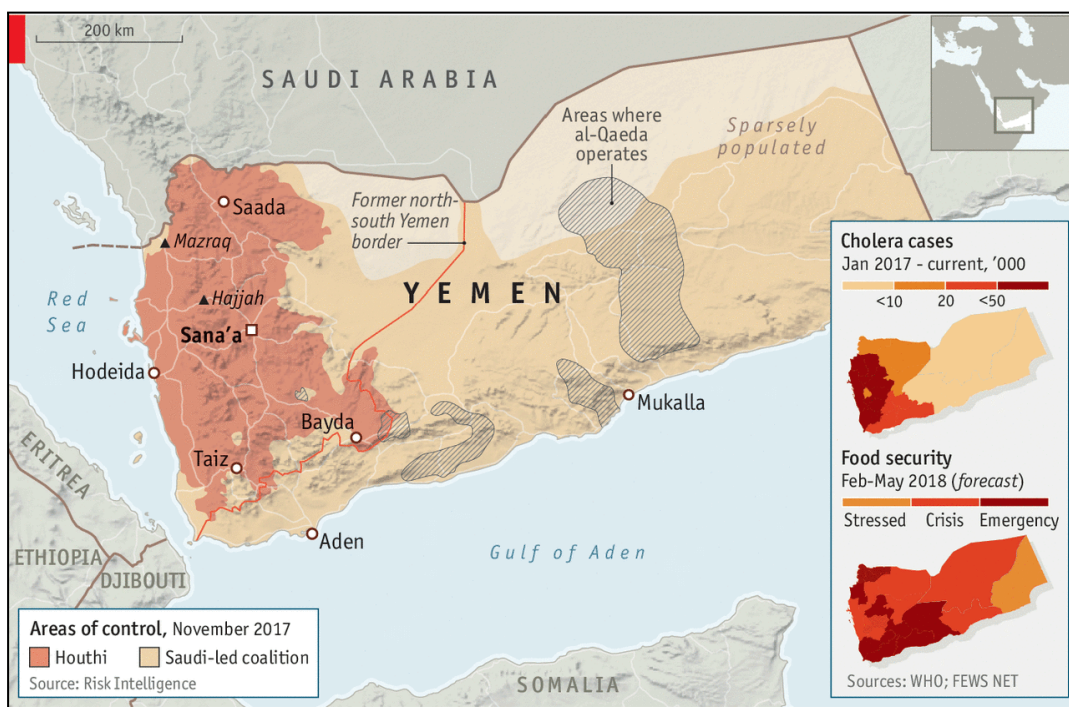 200 km
SAUDI ARABIA
Areas where
al-Qaeda
operates
Sparsely
populated
Former north-
south Yemen
border
Saada
Mazraq
Hajjah
YEMEN
Red
Sea
Sana’a
Hodeida
Mukalla
Bayda
Taiz
ERITREA
Aden
Gulf of Aden
ETHIOPIA
DJIBOUTI
SOMALIA
Areas of control, November 2017
Houthi
Saudi-led coalition
Source: Risk Intelligence
Cholera cases
Jan 2017 - current, ’000
<10 20 <50
Food security
Feb-May 2018 (forecast)
Stressed Crisis Emergency
Sources: WHO; FEWS NET